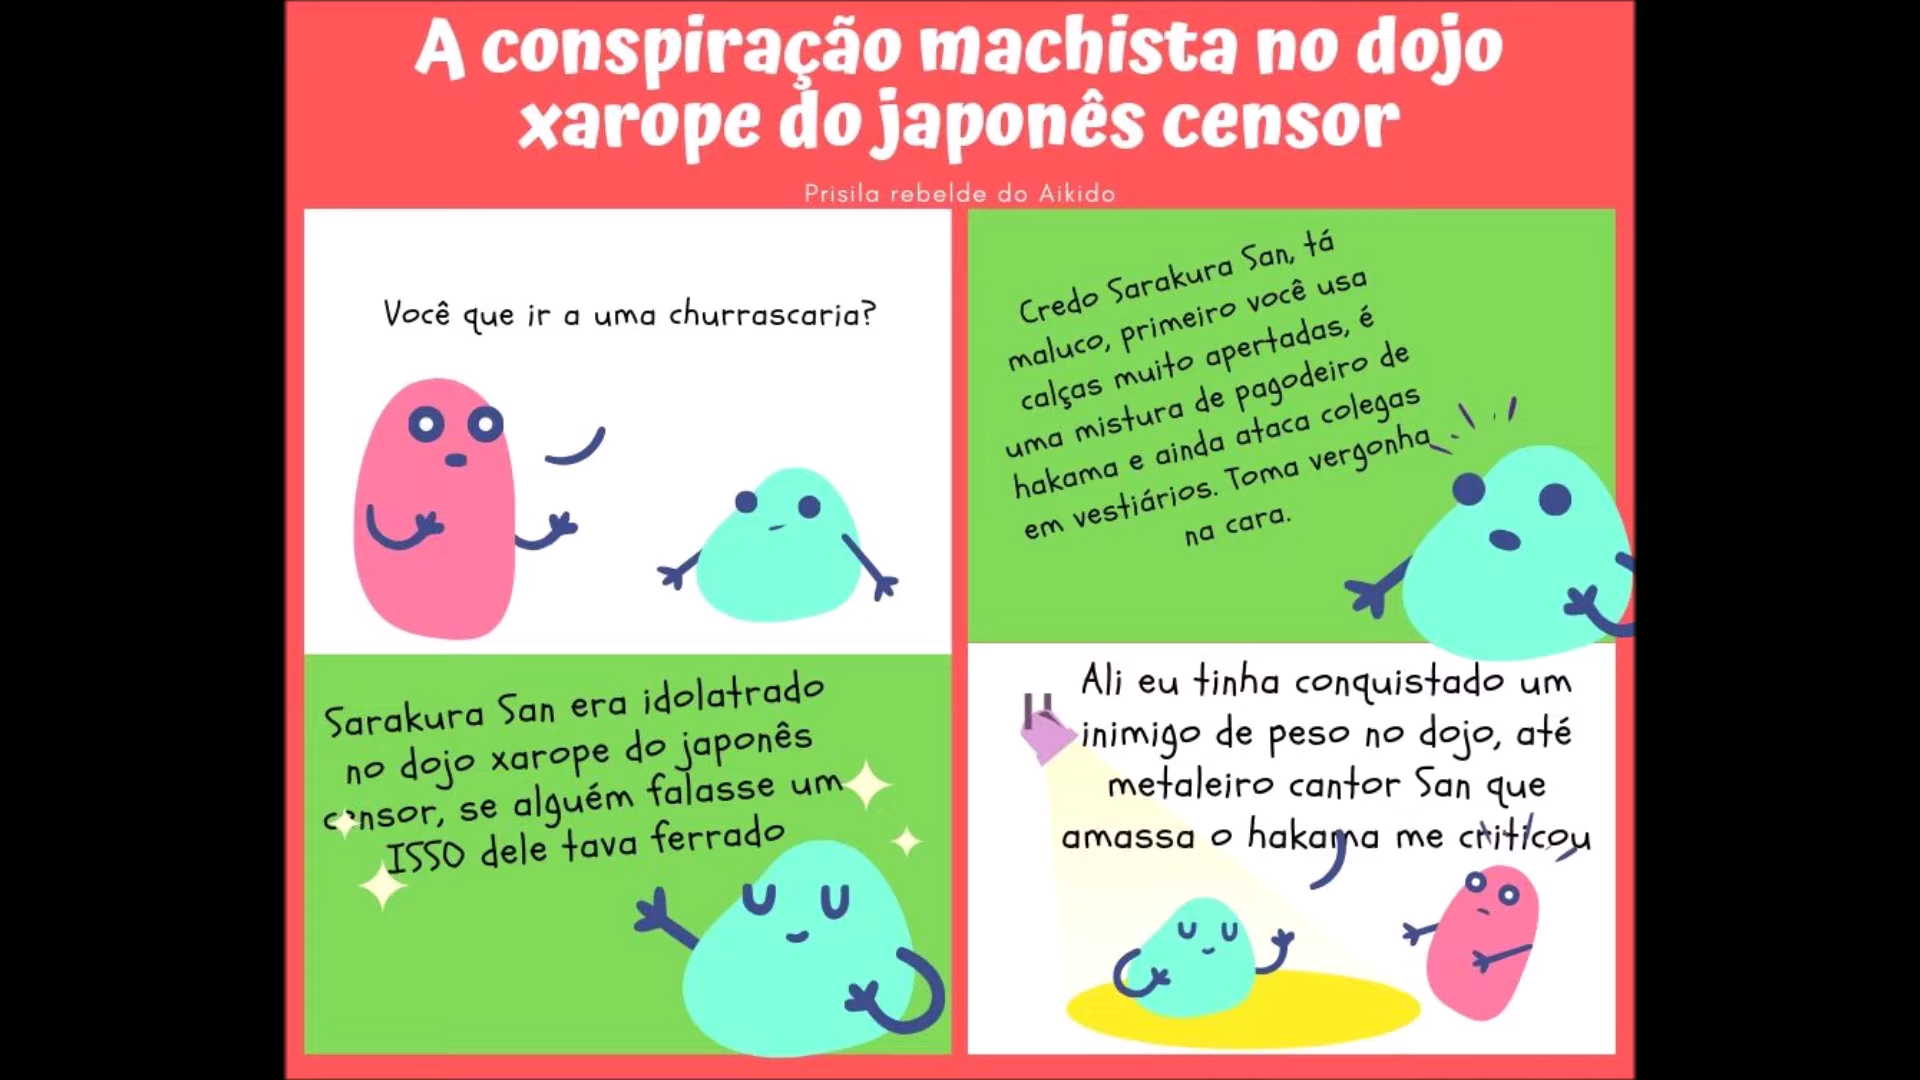 A conspiração machista no dojo
xarope do japonês censor
Prisila rebelde do Aikido
Você que ir a uma churrascaria?
Credo Sarakura San, tá
maluco, primeiro você usa
calças muito apertadas, é
uma mistura de pagodeiro de
hakama e ainda ataca colegas
em vestiários. Toma vergonha
na cara.
Sarakura San era idolatrado
no dojo xarope do japonês
censor, se alguém falasse um
ISSO dele tava ferrado
Ali eu tinha conquistado um
inimigo de peso no dojo, até
metaleiro cantor San que
amassa o hakama me criticou